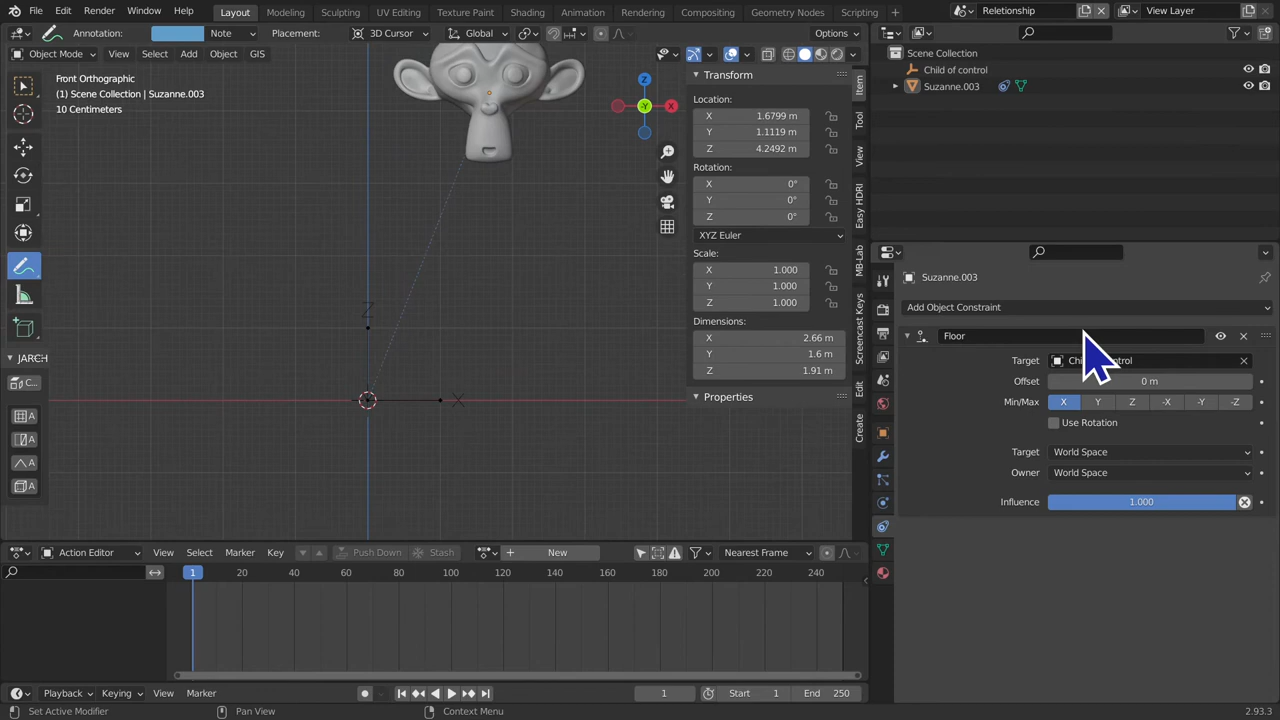 File Edit Render Window Help Layout Modeling Sculpting UV Editing Texture Paint Shading Animation Rendering Compositing Geometry Nodes Scripting + Relationship View Layer
Annotation: Note Placement: 3D Cursor Global Options
Object Mode View Select Add Object GIS
Front Orthographic
(1) Scene Collection | Suzanne.003
10 Centimeters
Z
X
Z
-Y
X
JARCH
C...
A
A
A
A
Transform
Location:
X 1.6799 m
Y 1.1119 m
Z 4.2492 m
Rotation:
X 0°
Y 0°
Z 0°
XYZ Euler
Scale:
X 1.000
Y 1.000
Z 1.000
Dimensions:
X 2.66 m
Y 1.6 m
Z 1.91 m
Properties
Item
Tool
View
Easy HDRI
MB-Lab
Screencast Keys
Edit
Create
Scene Collection
Child of control
Suzanne.003
Suzanne.003
Add Object Constraint
Floor
Target
Offset 0 m
Min/Max X Y Z -X -Y -Z
Use Rotation
Target World Space
Owner World Space
Influence 1.000
Action Editor View Select Marker Key Push Down Stash + New Nearest Frame
1 20 40 60 80 100 120 140 160 180 200 220 240
Playback Keying View Marker 1 Start 1 End 250
Set Active Modifier Pan View Context Menu 2.93.3